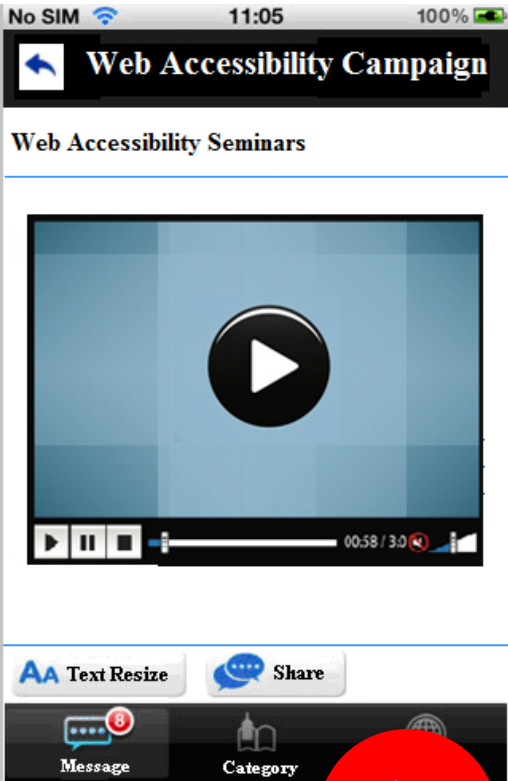 No SIM 11:05 100%
Web Accessibility Campaign
Web Accessibility Seminars
00:58 / 3:0
AA Text Resize
Share
8
Message
Category